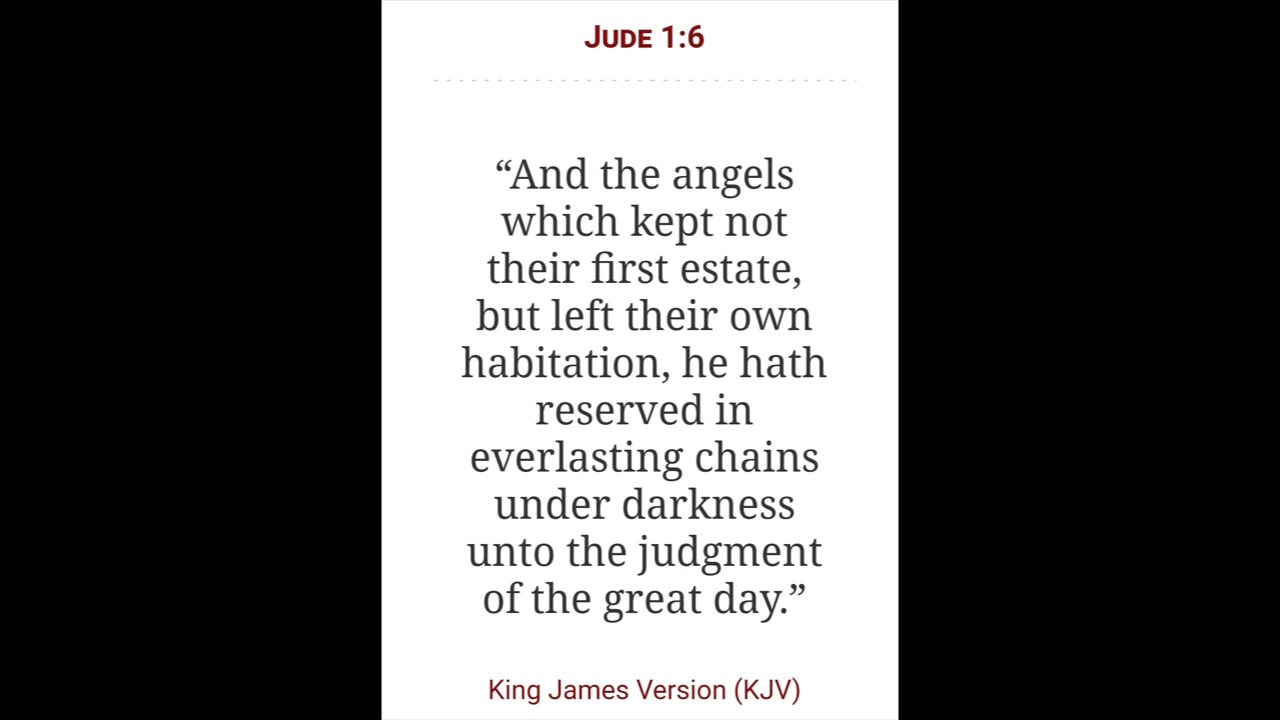 Jude 1:6
“And the angels
which kept not
their first estate,
but left their own
habitation, he hath
reserved in
everlasting chains
under darkness
unto the judgment
of the great day.”
King James Version (KJV)